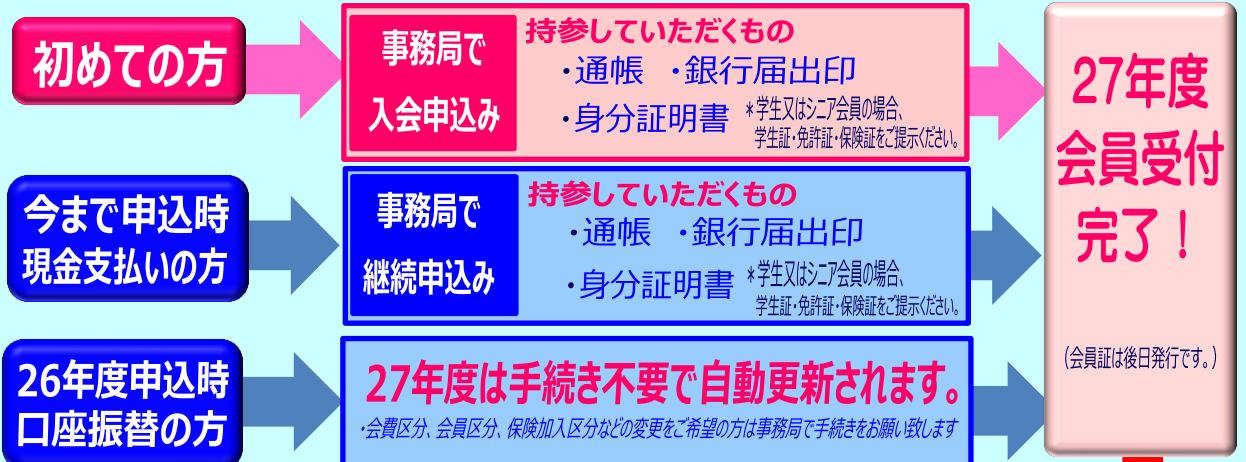 初めての方
事務局で
入会申込み
持参していただくもの
・通帳　・銀行届出印
・身分証明書　＊学生又はシニア会員の場合、
学生証・免許証・保険証をご提示ください。
今まで申込時
現金支払いの方
事務局で
継続申込み
持参していただくもの
・通帳　・銀行届出印
・身分証明書　＊学生又はシニア会員の場合、
学生証・免許証・保険証をご提示ください。
26年度申込時
口座振替の方
27年度は手続き不要で自動更新されます。
・会費区分、会員区分、保険加入区分などの変更をご希望の方は事務局で手続きをお願い致します
27年度
会員受付
完了！
（会員証は後日発行です。）